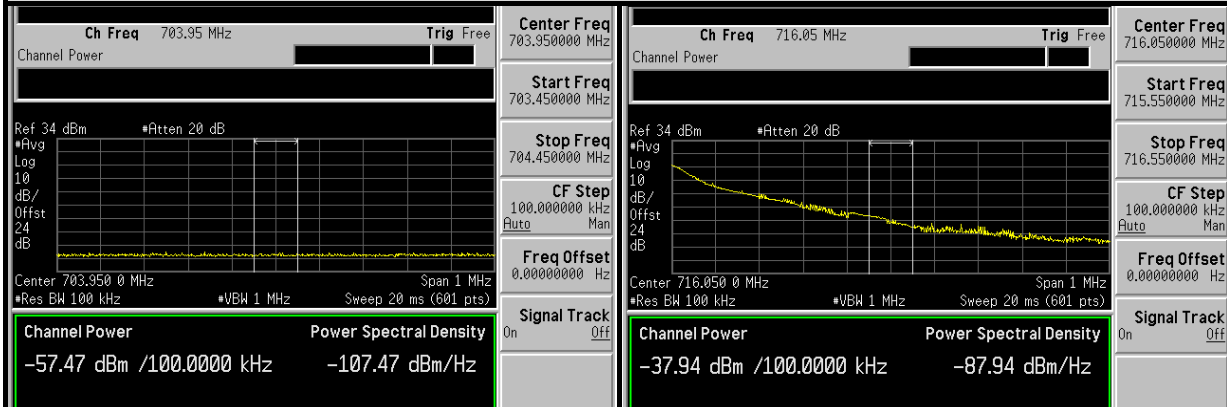 Ch Freq 703.95 MHz Trig Free
Channel Power
Ref 34 dBm #Atten 20 dB
#Avg
Log
10
dB/
Offst
24
dB
Center 703.950 0 MHz Span 1 MHz
#Res BW 100 kHz #VBW 1 MHz Sweep 20 ms (601 pts)
Channel Power Power Spectral Density
-57.47 dBm /100.0000 kHz -107.47 dBm/Hz
Center Freq
703.950000 MHz
Start Freq
703.450000 MHz
Stop Freq
704.450000 MHz
CF Step
100.000000 kHz
Auto Man
Freq Offset
0.00000000 Hz
Signal Track
On Off
Ch Freq 716.05 MHz Trig Free
Channel Power
Ref 34 dBm #Atten 20 dB
#Avg
Log
10
dB/
Offst
24
dB
Center 716.050 0 MHz Span 1 MHz
#Res BW 100 kHz #VBW 1 MHz Sweep 20 ms (601 pts)
Channel Power Power Spectral Density
-37.94 dBm /100.0000 kHz -87.94 dBm/Hz
Center Freq
716.050000 MHz
Start Freq
715.550000 MHz
Stop Freq
716.550000 MHz
CF Step
100.000000 kHz
Auto Man
Freq Offset
0.00000000 Hz
Signal Track
On Off